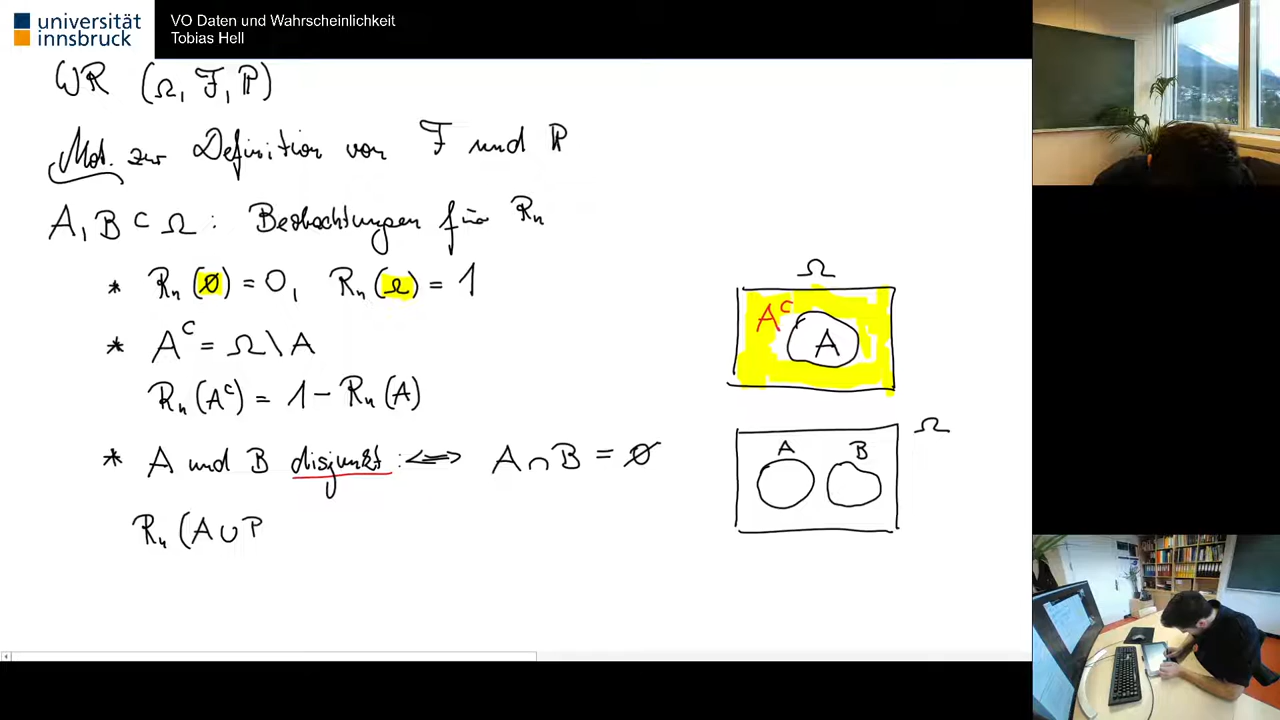 universität
innsbruck
VO Daten und Wahrscheinlichkeit
Tobias Hell
WR (Ω, F, ℙ)
Mot. zur Definition von F und ℙ
A, B ⊂ Ω : Beobachtungen für Rn
* Rn(∅) = 0, Rn(Ω) = 1
* A^c = Ω \ A
Rn(A^c) = 1 − Rn(A)
* A und B disjunkt :⟺ A ∩ B = ∅
Rn(A ∪ P
Ω
A^c
A
Ω
A B